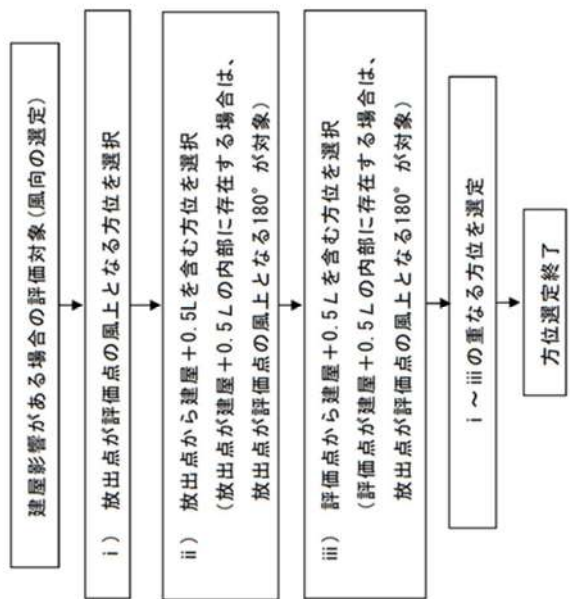 建屋影響がある場合の評価対象(風向の選定)
ⅰ) 放出点が評価点の風上となる方位を選択
ⅱ) 放出点から建屋＋0.5Lを含む方位を選択
(放出点が建屋＋0.5Lの内部に存在する場合は、
放出点が評価点の風上となる180°が対象)
ⅲ) 評価点から建屋＋0.5Lを含む方位を選択
(評価点が建屋＋0.5Lの内部に存在する場合は、
放出点が評価点の風上となる180°が対象)
ⅰ～ⅲの重なる方位を選定
方位選定終了